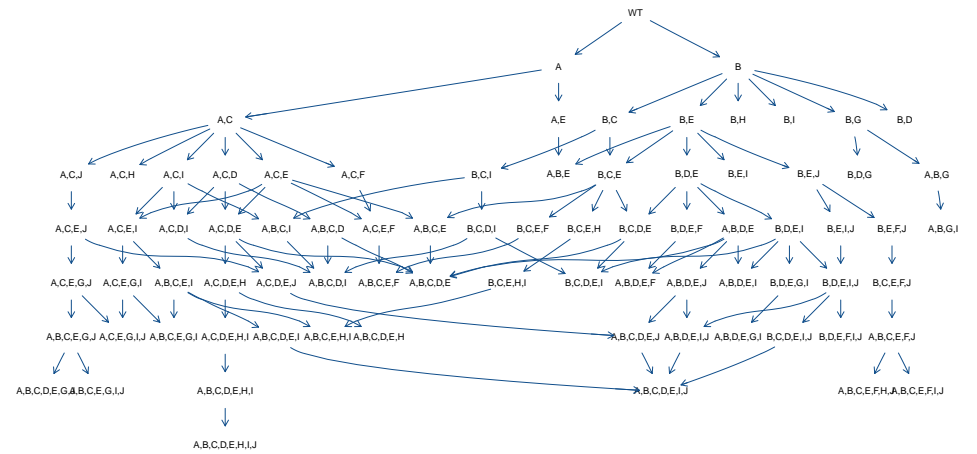 WT
A B
A,C A,E B,C B,E B,H B,I B,G B,D
A,C,J A,C,H A,C,I A,C,D A,C,E A,C,F B,C,I A,B,E B,C,E B,D,E B,E,I B,E,J B,D,G A,B,G
A,C,E,J A,C,E,I A,C,D,I A,C,D,E A,B,C,I A,B,C,D A,C,E,F A,B,C,E B,C,D,I B,C,E,F B,C,E,H B,C,D,E B,D,E,F A,B,D,E B,D,E,I B,E,I,J B,E,F,J A,B,G,I
A,C,E,G,J A,C,E,G,I A,B,C,E,I A,C,D,E,H A,C,D,E,J A,B,C,D,I A,B,C,E,F A,B,C,D,E B,C,E,H,I B,C,D,E,I A,B,D,E,F A,B,D,E,J A,B,D,E,I B,D,E,G,I B,D,E,I,J B,C,E,F,J
A,B,C,E,G,J A,C,E,G,I,J A,B,C,E,G,I A,C,D,E,H,I A,B,C,D,E,I A,B,C,E,H,I A,B,C,D,E,H A,B,C,D,E,J A,B,D,E,I,J A,B,D,E,G,I B,C,D,E,I,J B,D,E,F,I,J A,B,C,E,F,J
A,B,C,D,E,G,J A,B,C,E,G,I,J A,B,C,D,E,H,I A,B,C,D,E,I,J A,B,C,E,F,H,J A,B,C,E,F,I,J
A,B,C,D,E,H,I,J